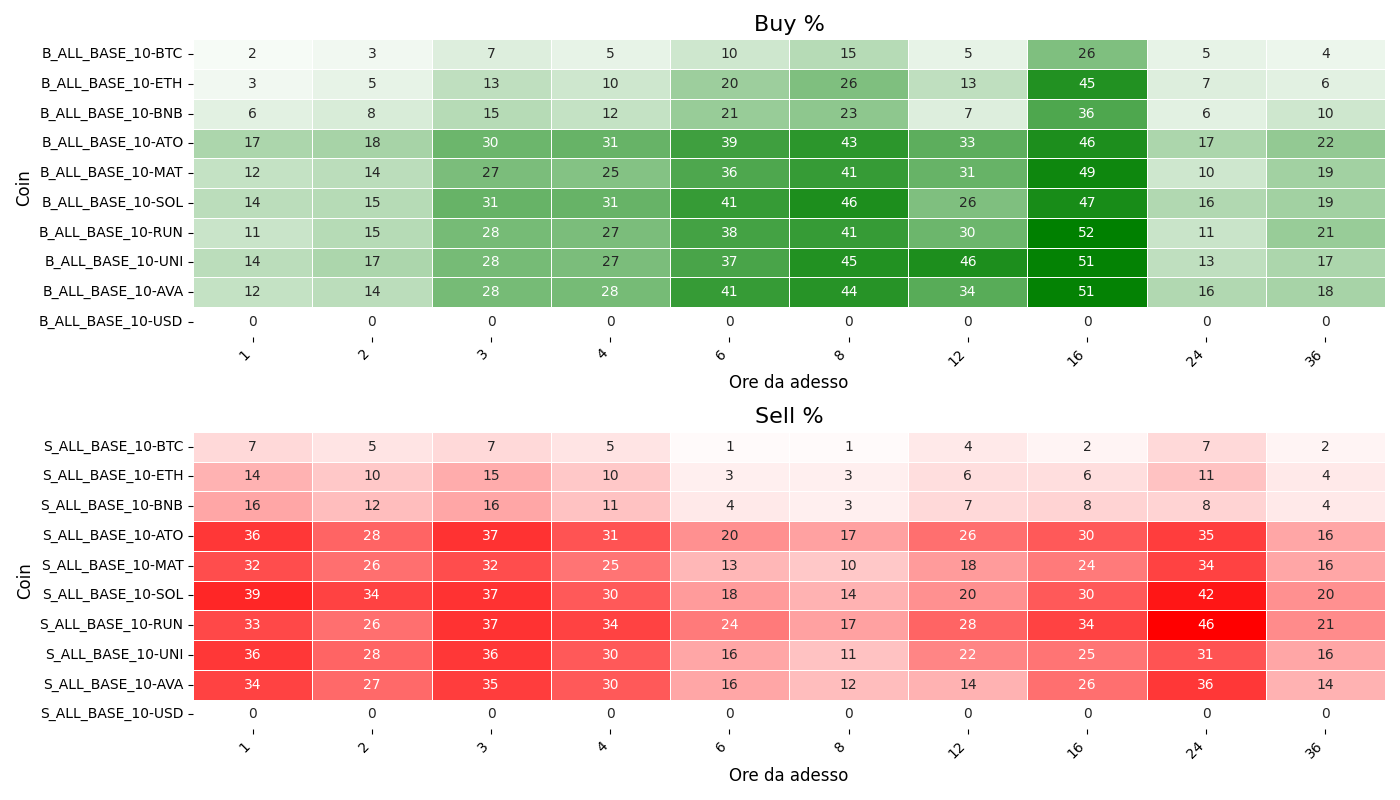 Buy %
Coin
B_ALL_BASE_10-BTC 2 3 7 5 10 15 5 26 5 4
B_ALL_BASE_10-ETH 3 5 13 10 20 26 13 45 7 6
B_ALL_BASE_10-BNB 6 8 15 12 21 23 7 36 6 10
B_ALL_BASE_10-ATO 17 18 30 31 39 43 33 46 17 22
B_ALL_BASE_10-MAT 12 14 27 25 36 41 31 49 10 19
B_ALL_BASE_10-SOL 14 15 31 31 41 46 26 47 16 19
B_ALL_BASE_10-RUN 11 15 28 27 38 41 30 52 11 21
B_ALL_BASE_10-UNI 14 17 28 27 37 45 46 51 13 17
B_ALL_BASE_10-AVA 12 14 28 28 41 44 34 51 16 18
B_ALL_BASE_10-USD 0 0 0 0 0 0 0 0 0 0
1 2 3 4 6 8 12 16 24 36
Ore da adesso
Sell %
Coin
S_ALL_BASE_10-BTC 7 5 7 5 1 1 4 2 7 2
S_ALL_BASE_10-ETH 14 10 15 10 3 3 6 6 11 4
S_ALL_BASE_10-BNB 16 12 16 11 4 3 7 8 8 4
S_ALL_BASE_10-ATO 36 28 37 31 20 17 26 30 35 16
S_ALL_BASE_10-MAT 32 26 32 25 13 10 18 24 34 16
S_ALL_BASE_10-SOL 39 34 37 30 18 14 20 30 42 20
S_ALL_BASE_10-RUN 33 26 37 34 24 17 28 34 46 21
S_ALL_BASE_10-UNI 36 28 36 30 16 11 22 25 31 16
S_ALL_BASE_10-AVA 34 27 35 30 16 12 14 26 36 14
S_ALL_BASE_10-USD 0 0 0 0 0 0 0 0 0 0
1 2 3 4 6 8 12 16 24 36
Ore da adesso